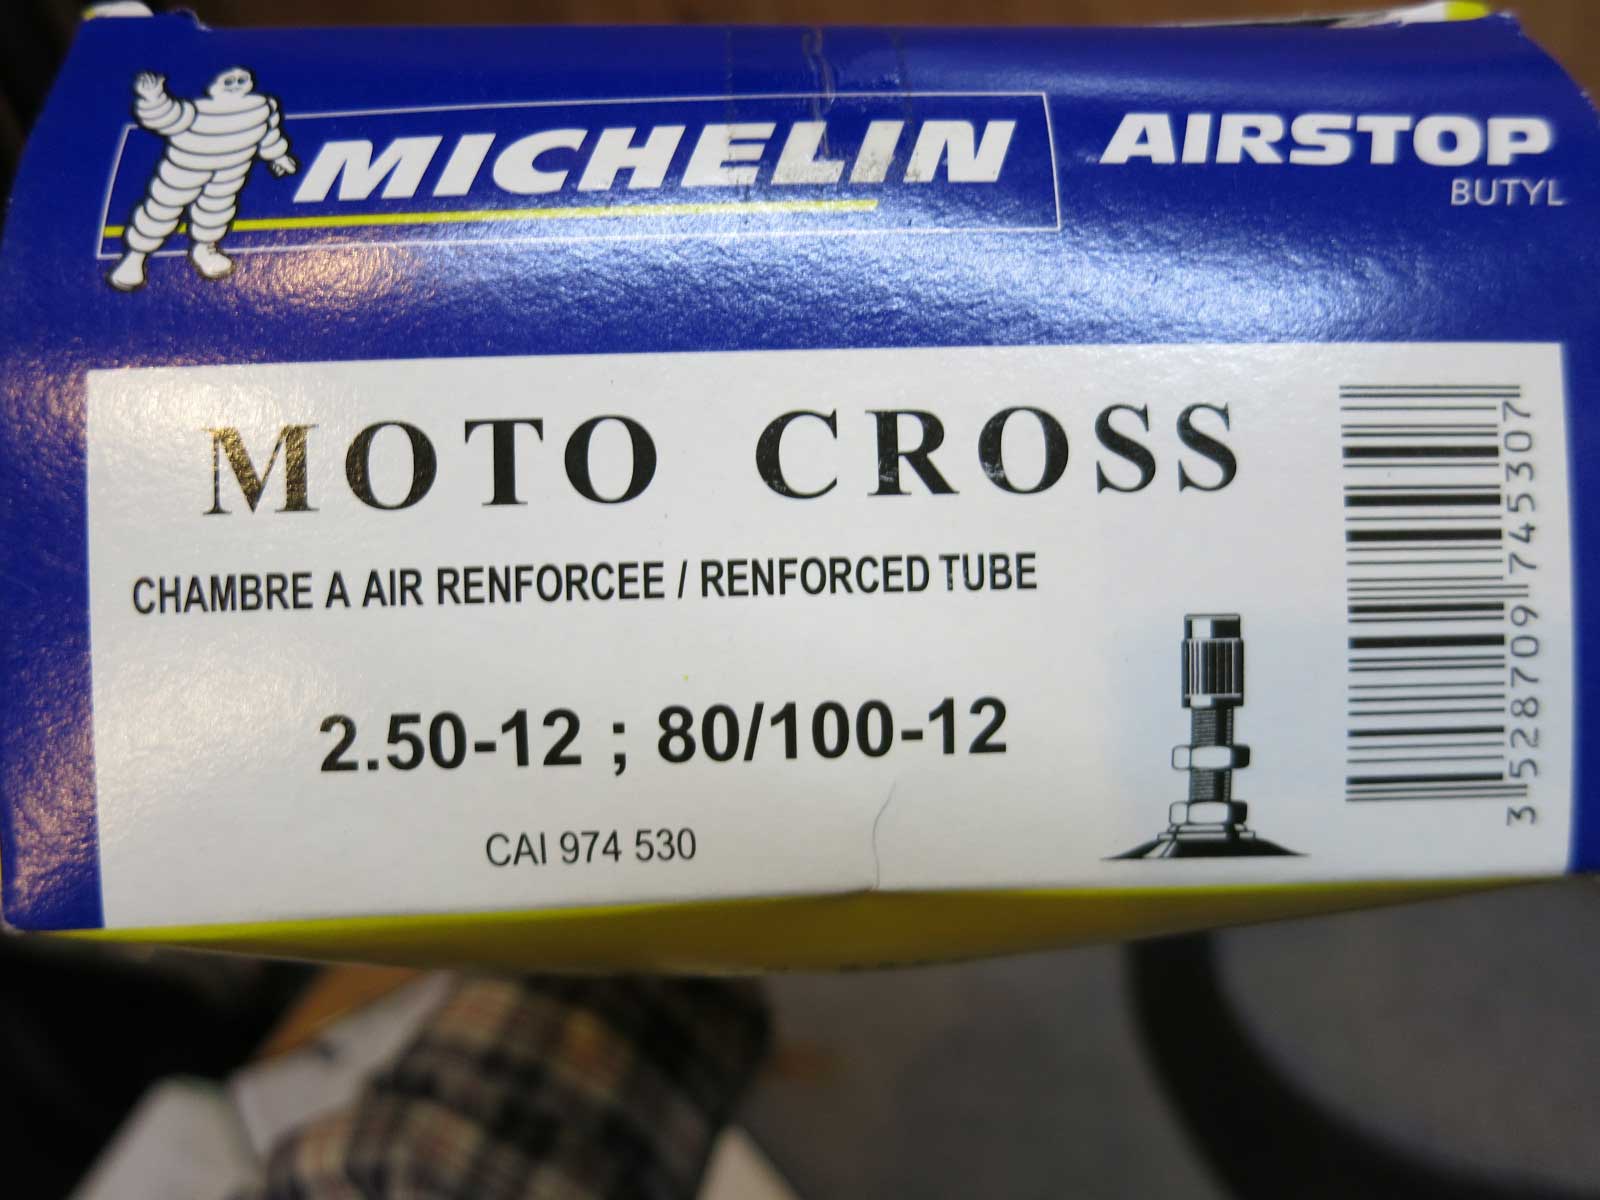 MICHELIN
AIRSTOP
BUTYL
MOTO CROSS
CHAMBRE A AIR RENFORCEE / RENFORCED TUBE
2.50-12 ; 80/100-12
CAI 974 530
3 528709 745307